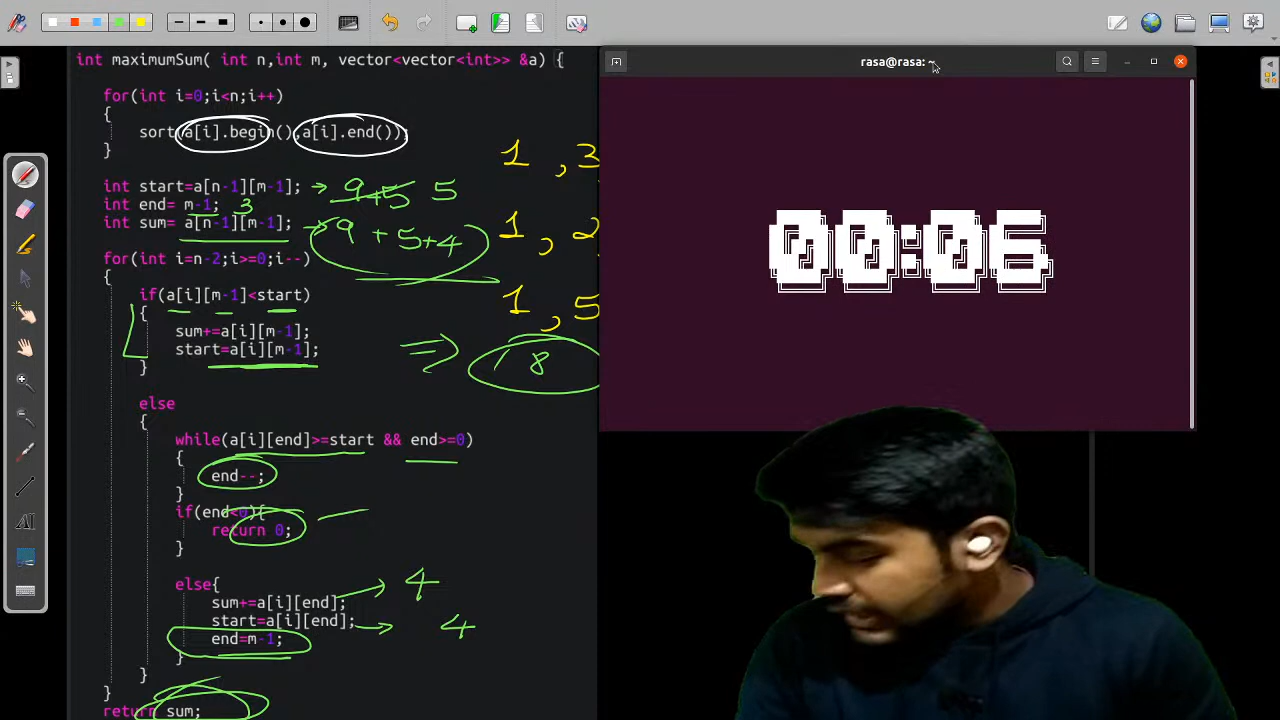 int maximumSum( int n,int m, vector<vector<int>> &a) {
for(int i=0;i<n;i++)
{
sort(a[i].begin(),a[i].end());
}
int start=a[n-1][m-1]; → 9+5 5
int end= m-1; 3
int sum= a[n-1][m-1]; → 9 + 5+4
for(int i=n-2;i>=0;i--)
{
if(a[i][m-1]<start)
{
sum+=a[i][m-1];
start=a[i][m-1];
}
else
{
while(a[i][end]>=start && end>=0)
{
end--;
}
if(end<0){
return 0;
}
else{
sum+=a[i][end]; → 4
start=a[i][end]; → 4
end=m-1;
}
}
}
return sum;
1 , 3
1 , 2
1 , 5
⇒ 18
rasa@rasa: ~
00:06